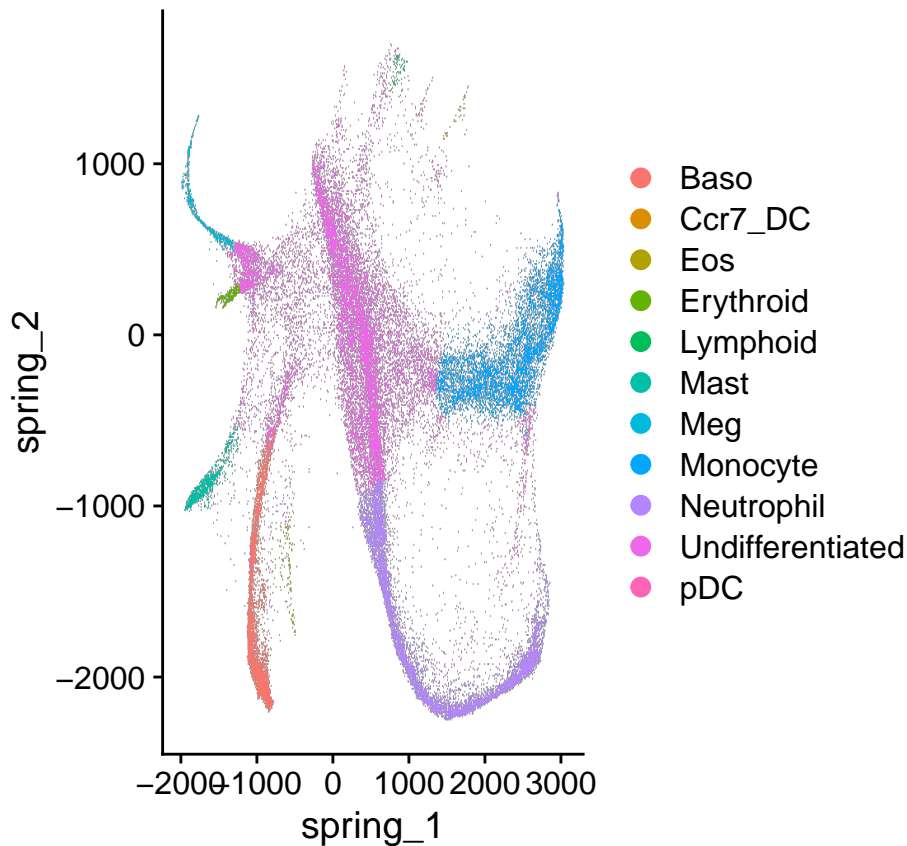 1000
0
−1000
−2000
spring_2
−2000 −1000 0 1000 2000 3000
spring_1
Baso
Ccr7_DC
Eos
Erythroid
Lymphoid
Mast
Meg
Monocyte
Neutrophil
Undifferentiated
pDC